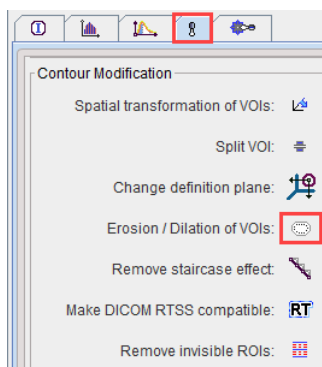 Contour Modification
Spatial transformation of VOIs:
Split VOI:
Change definition plane:
Erosion / Dilation of VOIs:
Remove staircase effect:
Make DICOM RTSS compatible: RT
Remove invisible ROIs: